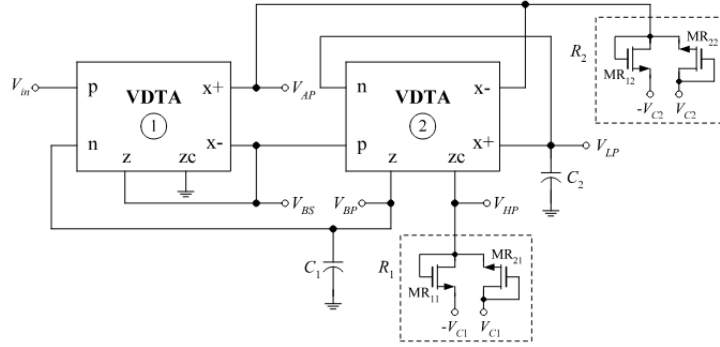 R2
MR12
MR22
-VC2
VC2
Vin
p
n
VDTA
1
x+
x-
z
zc
VAP
VBS
n
p
VDTA
2
x-
x+
z
zc
VBP
VHP
VLP
C2
C1
R1
MR11
MR21
-VC1
VC1